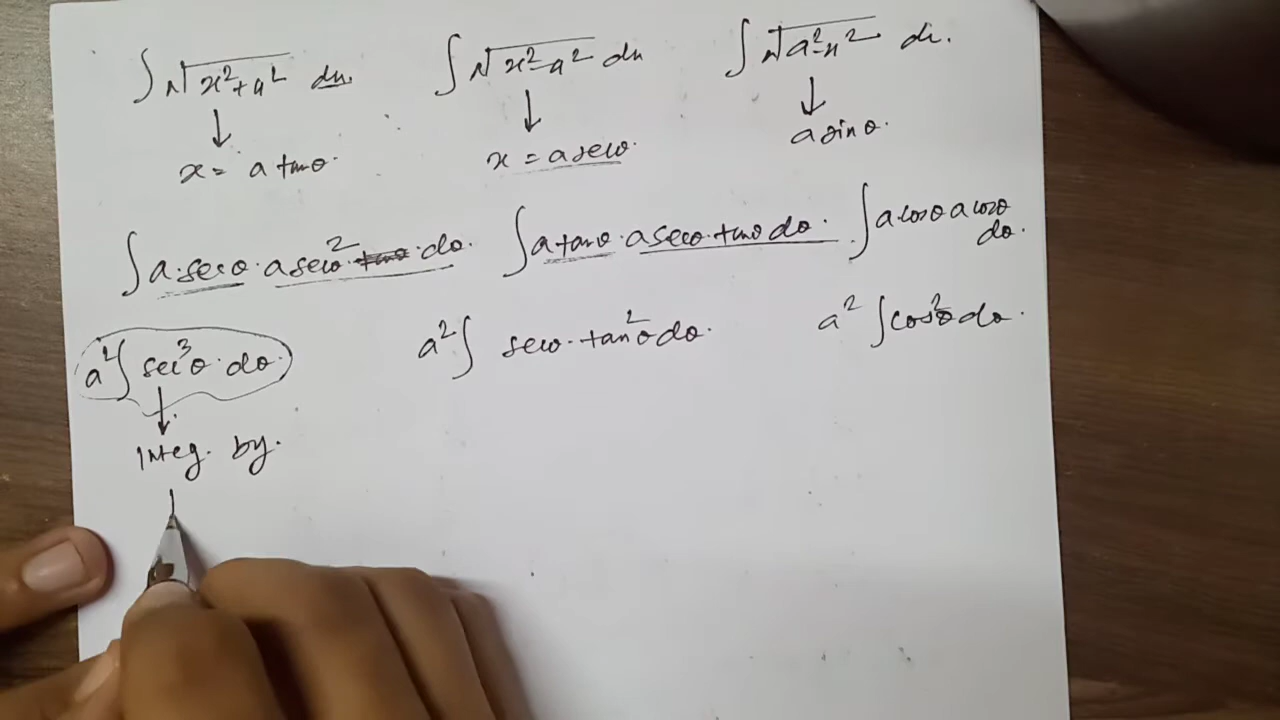 ∫√x²+a² dx. ∫√x²-a² dx ∫√a²-x² dx.
↓ ↓ ↓
x = a tanθ. x = a secθ. a sinθ.
∫a·secθ·a sec²θ·dθ. ∫a tanθ·a secθ·tanθ dθ. ∫a cosθ a cosθ dθ.
a²∫sec³θ·dθ. a²∫ secθ·tan²θ dθ. a²∫cos²θ dθ.
↓
Integ. by.